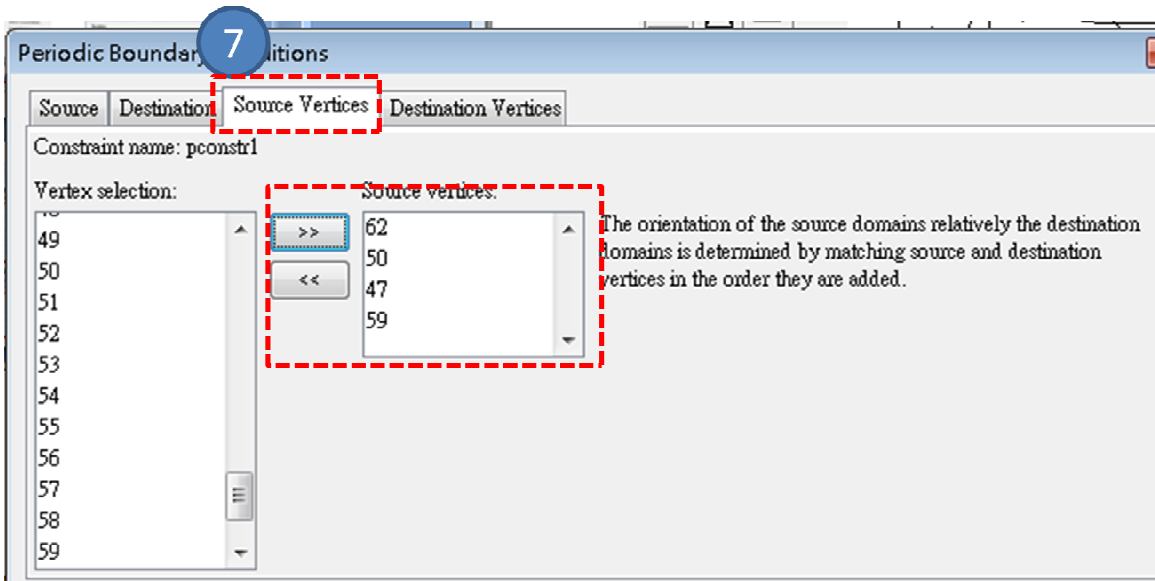 7
Periodic Boundary itions
Source Destination Source Vertices Destination Vertices
Constraint name: pconstr1
Vertex selection:
Source vertices:
>>
<<
49
50
51
52
53
54
55
56
57
58
59
62
50
47
59
The orientation of the source domains relatively the destination
domains is determined by matching source and destination
vertices in the order they are added.